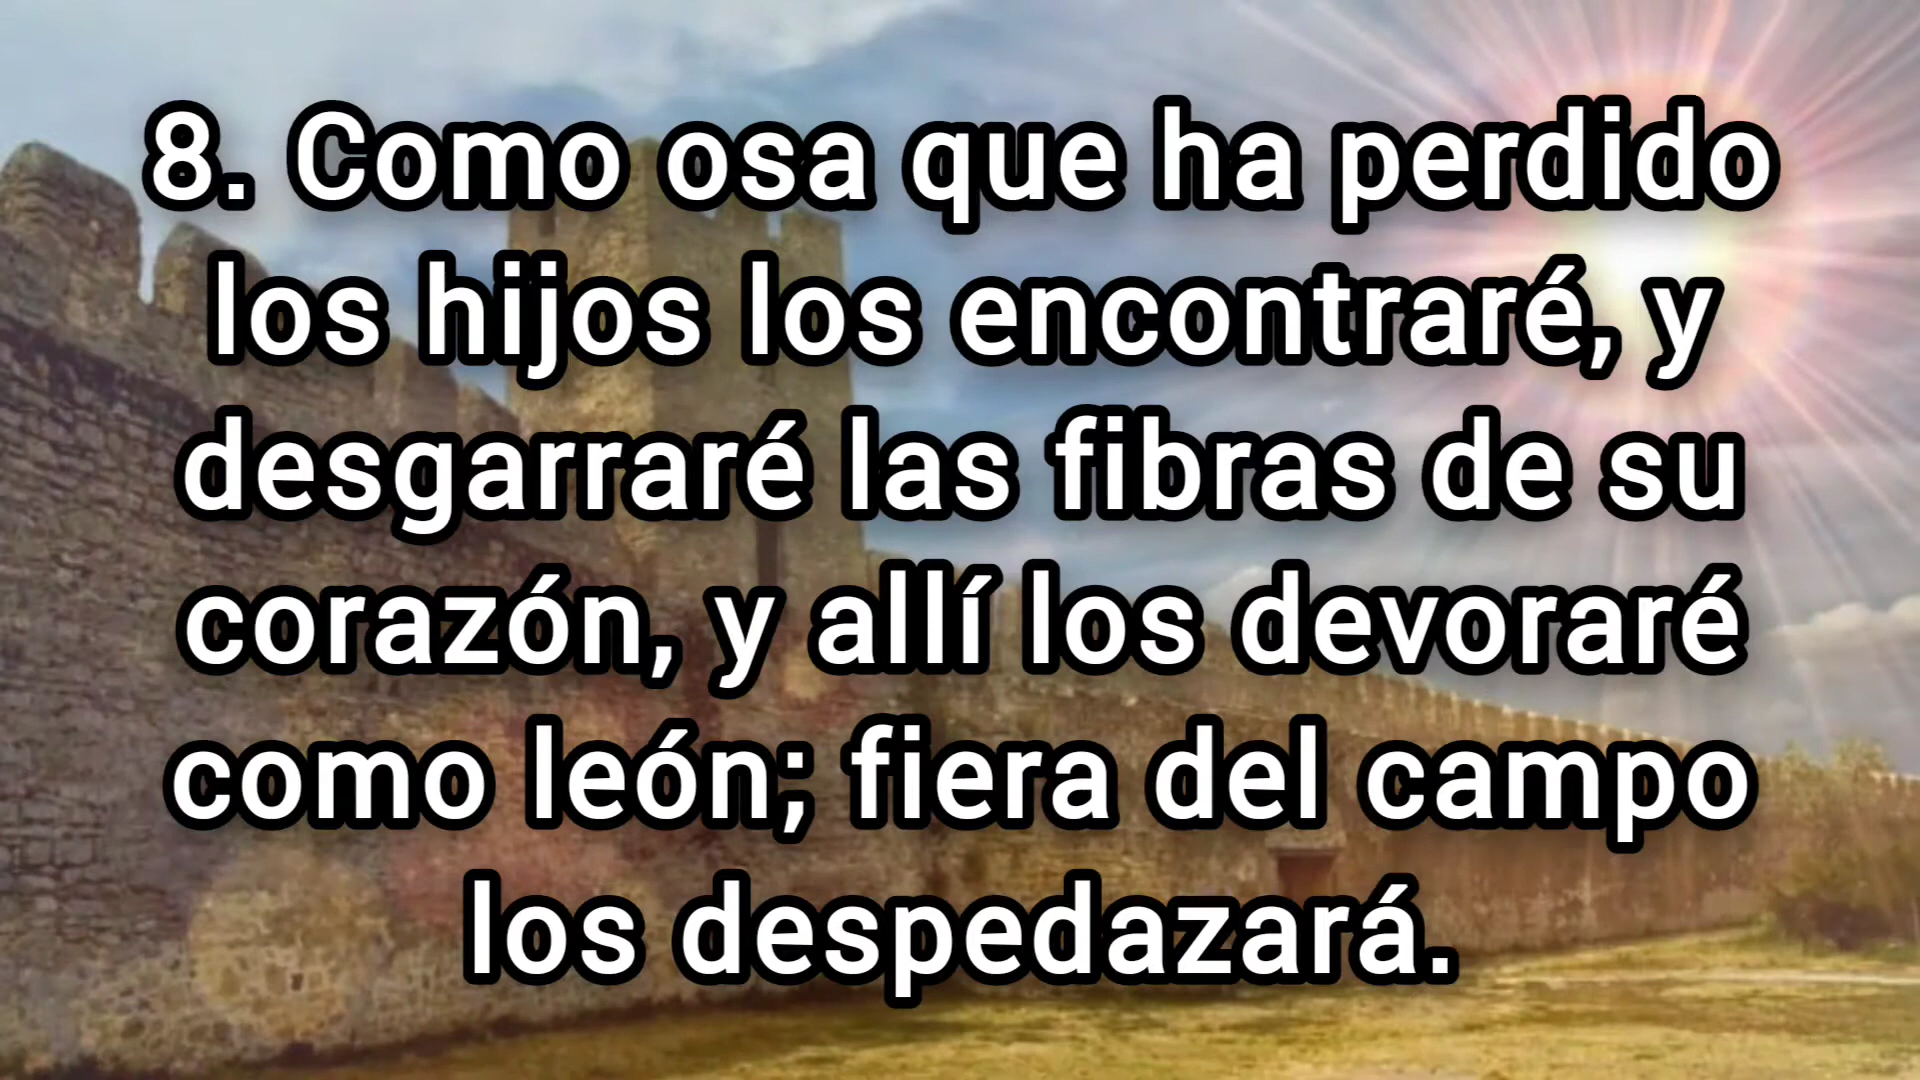 8. Como osa que ha perdido
los hijos los encontraré, y
desgarraré las fibras de su
corazón, y allí los devoraré
como león; fiera del campo
los despedazará.